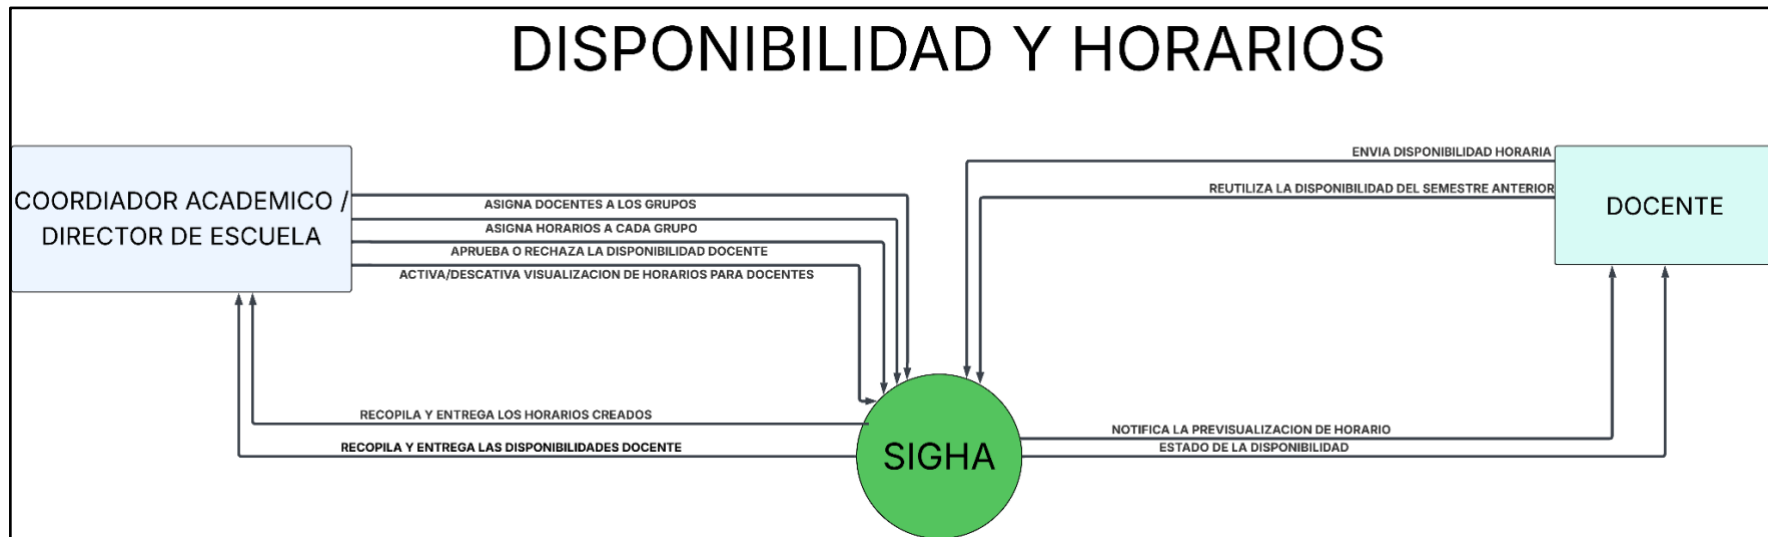 DISPONIBILIDAD Y HORARIOS
COORDIADOR ACADEMICO /
DIRECTOR DE ESCUELA
ASIGNA DOCENTES A LOS GRUPOS
ASIGNA HORARIOS A CADA GRUPO
APRUEBA O RECHAZA LA DISPONIBILIDAD DOCENTE
ACTIVA/DESCATIVA VISUALIZACION DE HORARIOS PARA DOCENTES
ENVIA DISPONIBILIDAD HORARIA
REUTILIZA LA DISPONIBILIDAD DEL SEMESTRE ANTERIOR
DOCENTE
RECOPILA Y ENTREGA LOS HORARIOS CREADOS
RECOPILA Y ENTREGA LAS DISPONIBILIDADES DOCENTE
SIGHA
NOTIFICA LA PREVISUALIZACION DE HORARIO
ESTADO DE LA DISPONIBILIDAD